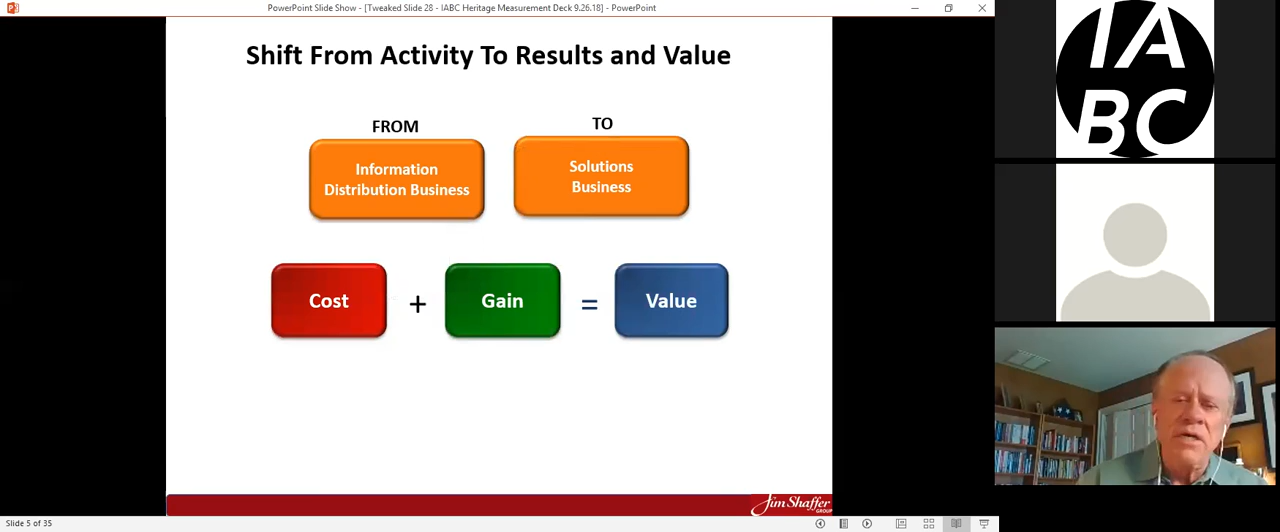 PowerPoint Slide Show - [Tweaked Slide 28 - IABC Heritage Measurement Deck 9.26.18] - PowerPoint
Shift From Activity To Results and Value
FROM
TO
Information
Distribution Business
Solutions
Business
Cost
+
Gain
=
Value
Jim Shaffer
GROUP
Slide 5 of 35
IA
BC